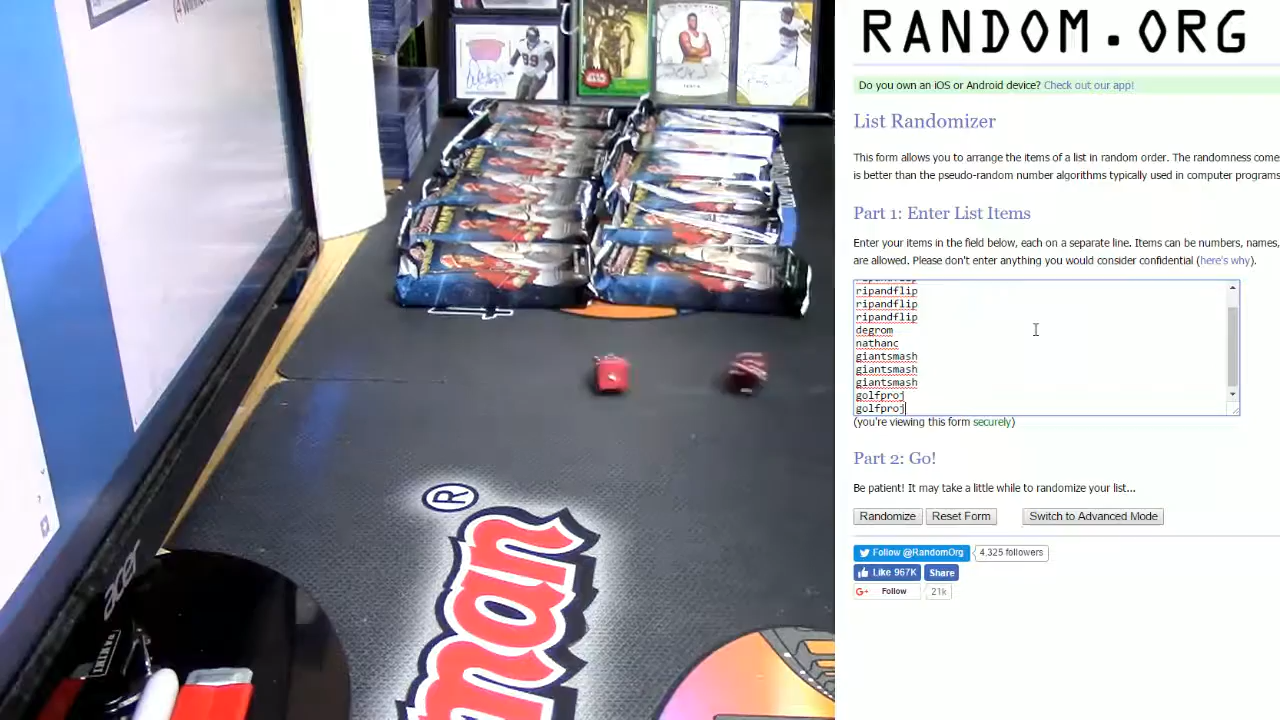 RANDOM.ORG
Do you own an iOS or Android device? Check out our app!
List Randomizer
This form allows you to arrange the items of a list in random order. The randomness come
is better than the pseudo-random number algorithms typically used in computer programs
Part 1: Enter List Items
Enter your items in the field below, each on a separate line. Items can be numbers, names,
are allowed. Please don't enter anything you would consider confidential (here's why).
ripandflip
ripandflip
ripandflip
ripandflip
degrom
nathanc
giantsmash
giantsmash
giantsmash
golfproj
golfproj
(you're viewing this form securely)
Part 2: Go!
Be patient! It may take a little while to randomize your list...
Randomize
Reset Form
Switch to Advanced Mode
Follow @RandomOrg
4,325 followers
Like 967K
Share
Follow
21k
99
®
man
acer